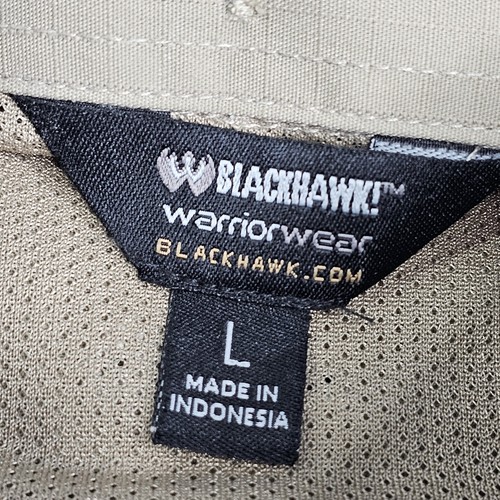 BLACKHAWK!™
warriorwear
BLACKHAWK.COM
L
MADE IN
INDONESIA